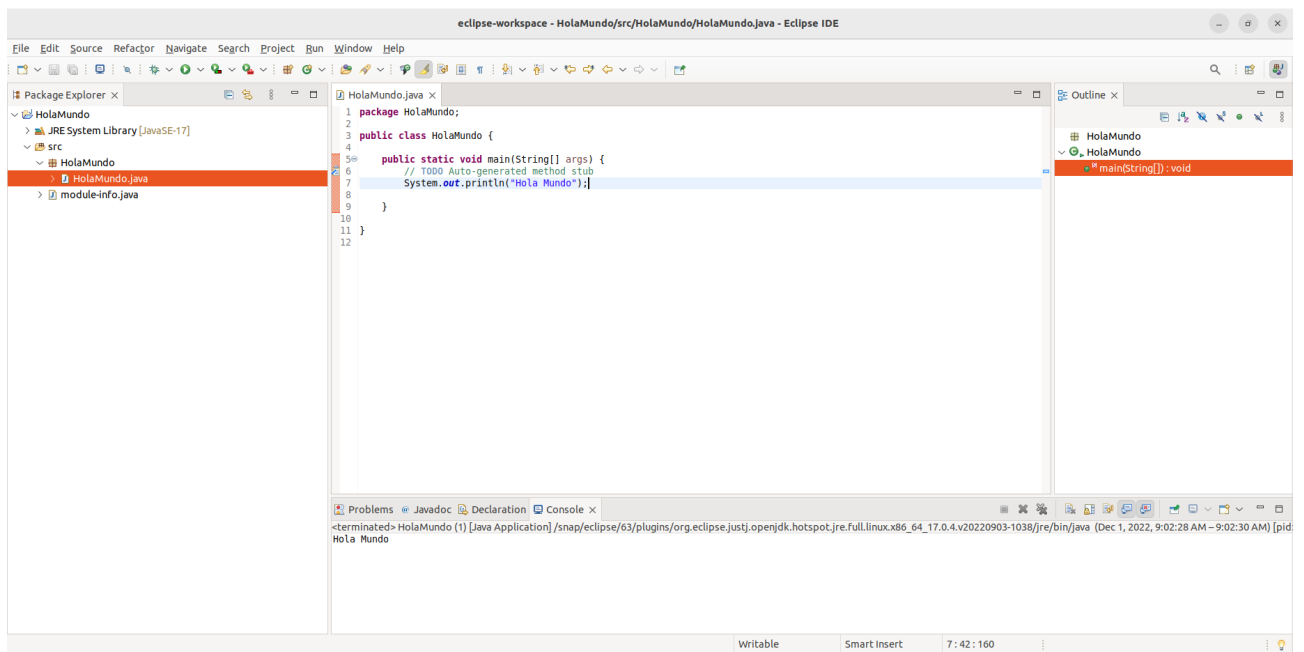 eclipse-workspace - HolaMundo/src/HolaMundo/HolaMundo.java - Eclipse IDE
File Edit Source Refactor Navigate Search Project Run Window Help
Package Explorer
HolaMundo
JRE System Library [JavaSE-17]
src
HolaMundo
HolaMundo.java
module-info.java
HolaMundo.java
1 package HolaMundo;
2
3 public class HolaMundo {
4
5 public static void main(String[] args) {
6 // TODO Auto-generated method stub
7 System.out.println("Hola Mundo");
8
9 }
10
11 }
12
Outline
HolaMundo
HolaMundo
main(String[]) : void
Problems Javadoc Declaration Console
<terminated> HolaMundo (1) [Java Application] /snap/eclipse/63/plugins/org.eclipse.justj.openjdk.hotspot.jre.full.linux.x86_64_17.0.4.v20220903-1038/jre/bin/java (Dec 1, 2022, 9:02:28 AM – 9:02:30 AM) [pid:
Hola Mundo
Writable Smart Insert 7 : 42 : 160